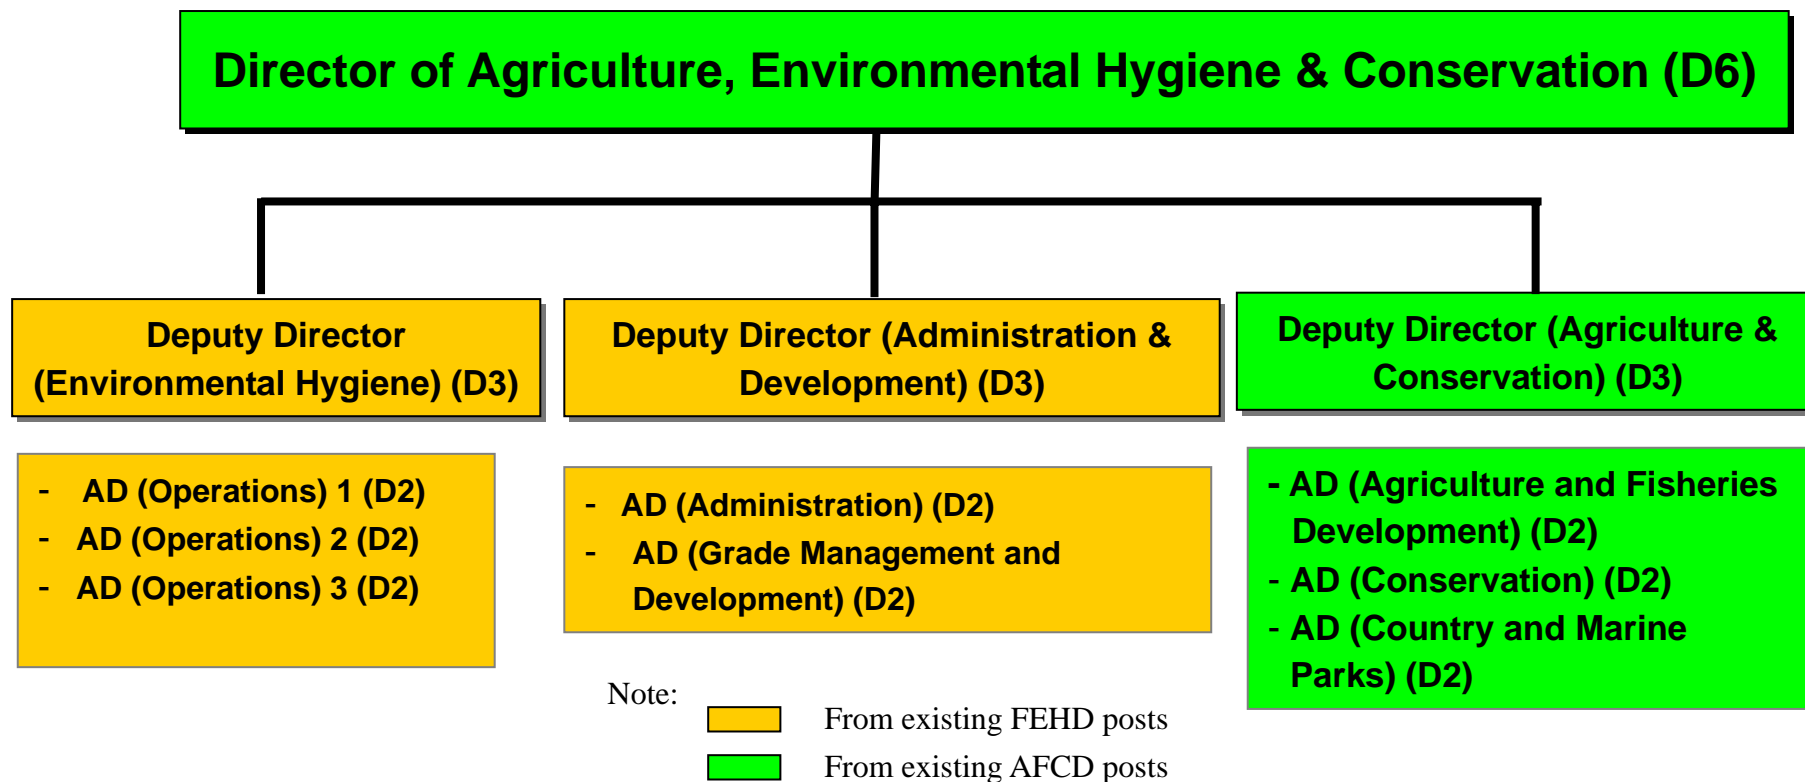 Director of Agriculture, Environmental Hygiene & Conservation (D6)
Deputy Director
(Environmental Hygiene) (D3)
Deputy Director (Administration &
Development) (D3)
Deputy Director (Agriculture &
Conservation) (D3)
- AD (Operations) 1 (D2)
- AD (Operations) 2 (D2)
- AD (Operations) 3 (D2)
- AD (Administration) (D2)
- AD (Grade Management and
Development) (D2)
- AD (Agriculture and Fisheries
Development) (D2)
- AD (Conservation) (D2)
- AD (Country and Marine
Parks) (D2)
Note:
From existing FEHD posts
From existing AFCD posts